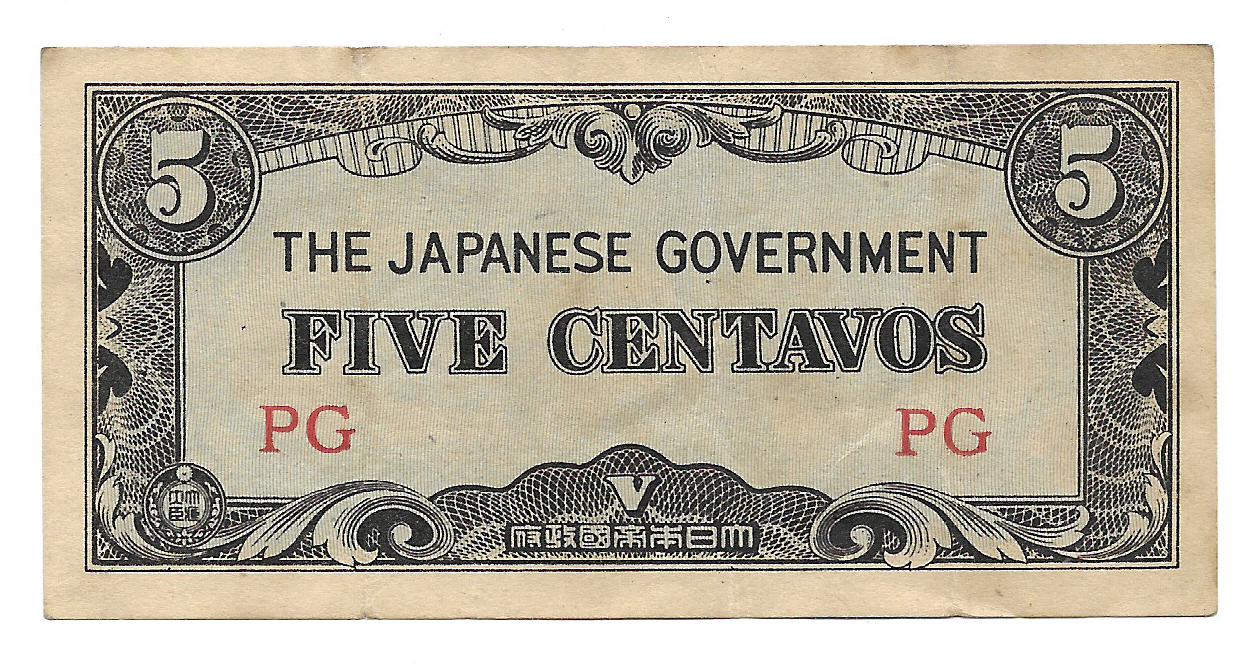 5 5
THE JAPANESE GOVERNMENT
FIVE CENTAVOS
PG PG
V
大日本帝國政府